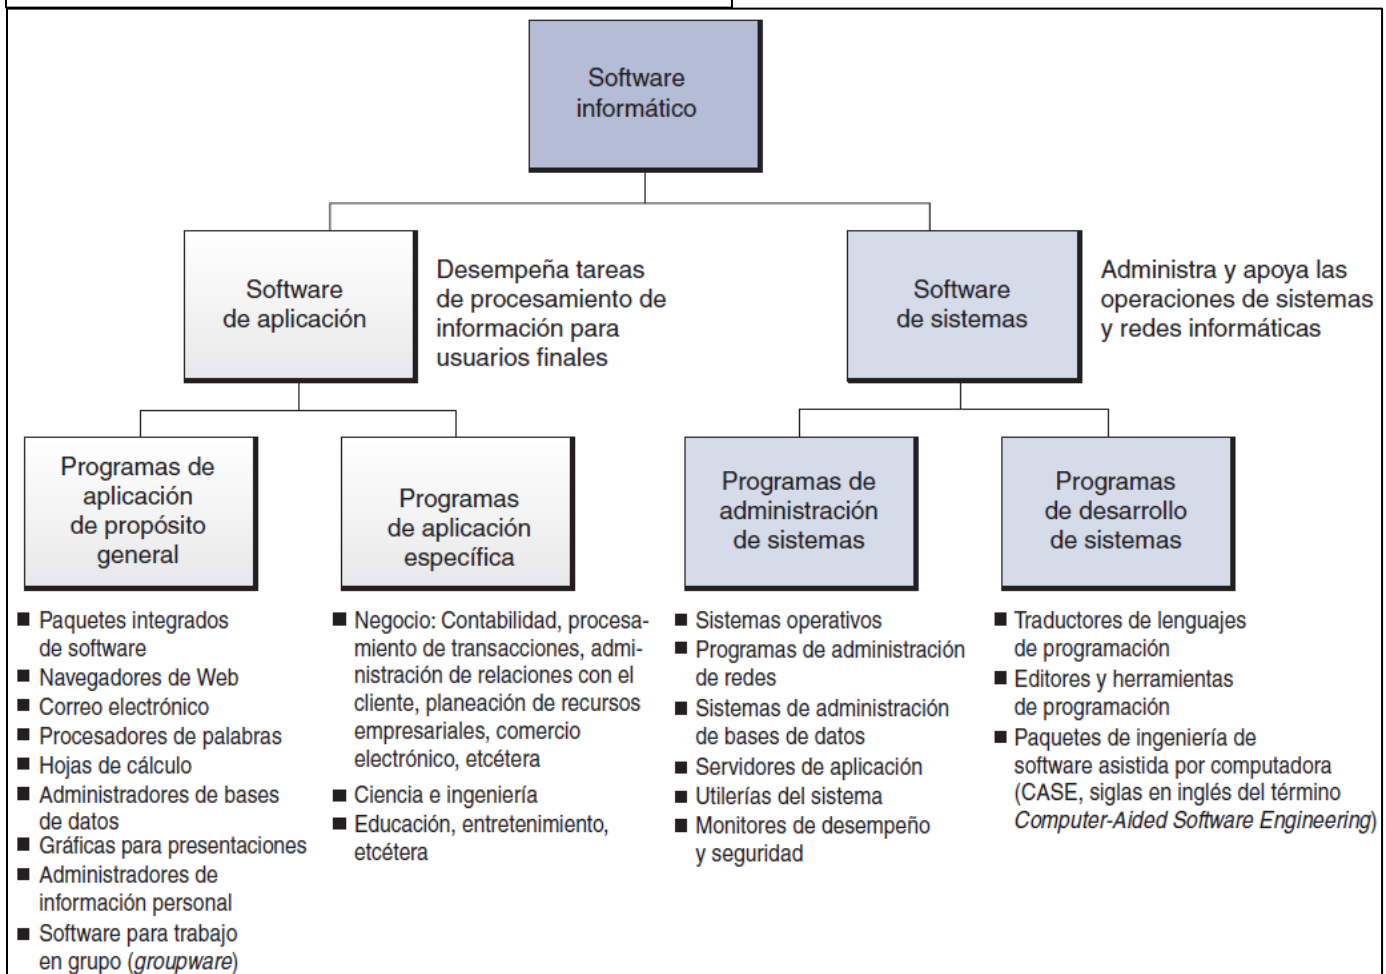 Software
informático
Software
de aplicación
Desempeña tareas
de procesamiento de
información para
usuarios finales
Software
de sistemas
Administra y apoya las
operaciones de sistemas
y redes informáticas
Programas de
aplicación
de propósito
general
Programas
de aplicación
específica
Programas de
administración
de sistemas
Programas
de desarrollo
de sistemas
■ Paquetes integrados
de software
■ Navegadores de Web
■ Correo electrónico
■ Procesadores de palabras
■ Hojas de cálculo
■ Administradores de bases
de datos
■ Gráficas para presentaciones
■ Administradores de
información personal
■ Software para trabajo
en grupo (groupware)
■ Negocio: Contabilidad, procesa-
miento de transacciones, admi-
nistración de relaciones con el
cliente, planeación de recursos
empresariales, comercio
electrónico, etcétera
■ Ciencia e ingeniería
■ Educación, entretenimiento,
etcétera
■ Sistemas operativos
■ Programas de administración
de redes
■ Sistemas de administración
de bases de datos
■ Servidores de aplicación
■ Utilerías del sistema
■ Monitores de desempeño
y seguridad
■ Traductores de lenguajes
de programación
■ Editores y herramientas
de programación
■ Paquetes de ingeniería de
software asistida por computadora
(CASE, siglas en inglés del término
Computer-Aided Software Engineering)